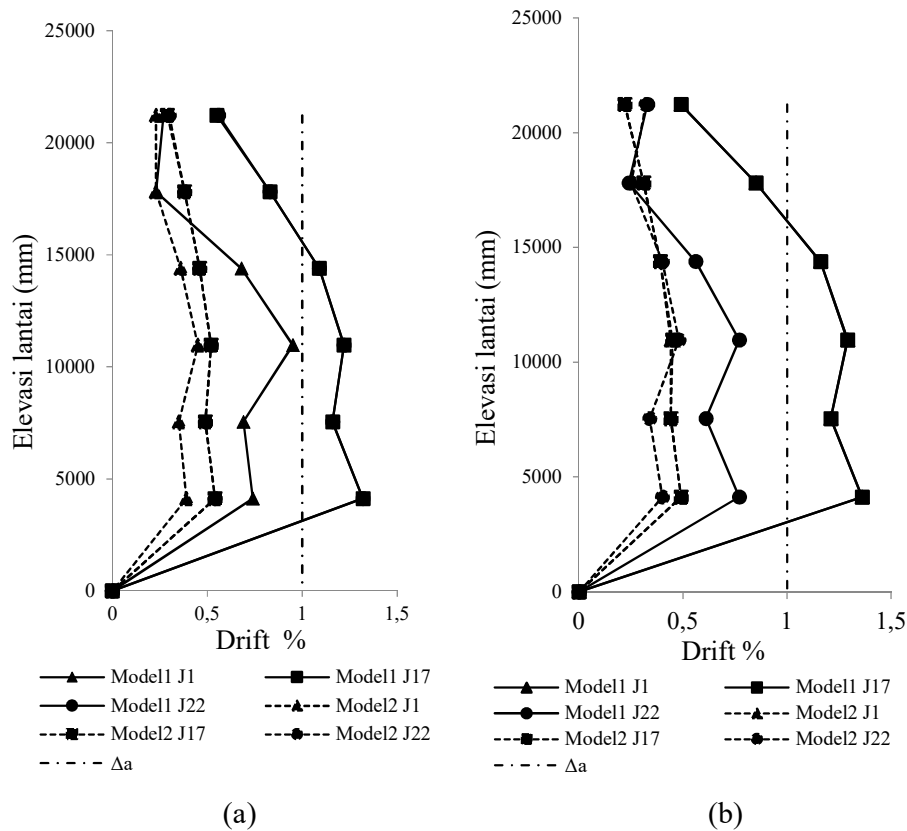 25000
20000
15000
10000
5000
0
Elevasi lantai (mm)
0 0,5 1 1,5
Drift %
Model1 J1 Model1 J17
Model1 J22 Model2 J1
Model2 J17 Model2 J22
Δa
(a)
25000
20000
15000
10000
5000
0
Elevasi lantai (mm)
0 0,5 1 1,5
Drift %
Model1 J1 Model1 J17
Model1 J22 Model2 J1
Model2 J17 Model2 J22
Δa
(b)